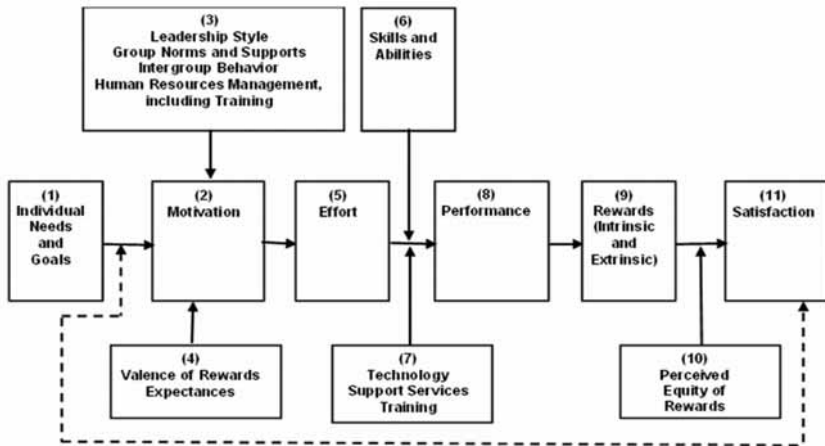 (3)
Leadership Style
Group Norms and Supports
Intergroup Behavior
Human Resources Management,
including Training
(6)
Skills and
Abilities
(1)
Individual
Needs
and
Goals
(2)
Motivation
(5)
Effort
(8)
Performance
(9)
Rewards
(Intrinsic
and
Extrinsic)
(11)
Satisfaction
(4)
Valence of Rewards
Expectances
(7)
Technology
Support Services
Training
(10)
Perceived
Equity of
Rewards